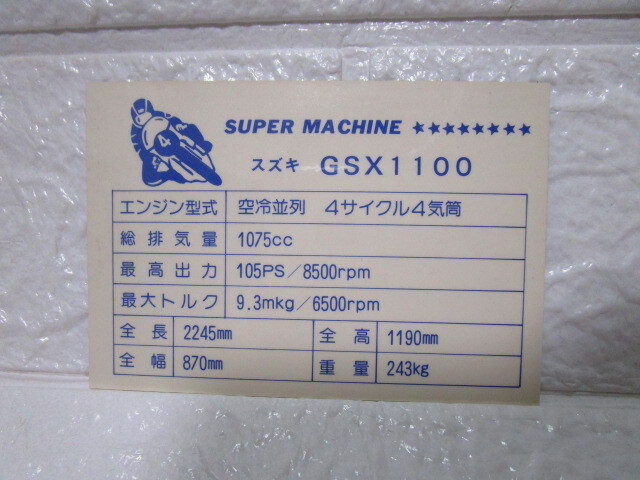 4
SUPER MACHINE ★★★★★★★★
スズキ GSX1100
エンジン型式 空冷並列 4サイクル4気筒
総排気量 1075cc
最高出力 105PS/8500rpm
最大トルク 9.3mkg/6500rpm
全長 2245mm 全高 1190mm
全幅 870mm 重量 243kg